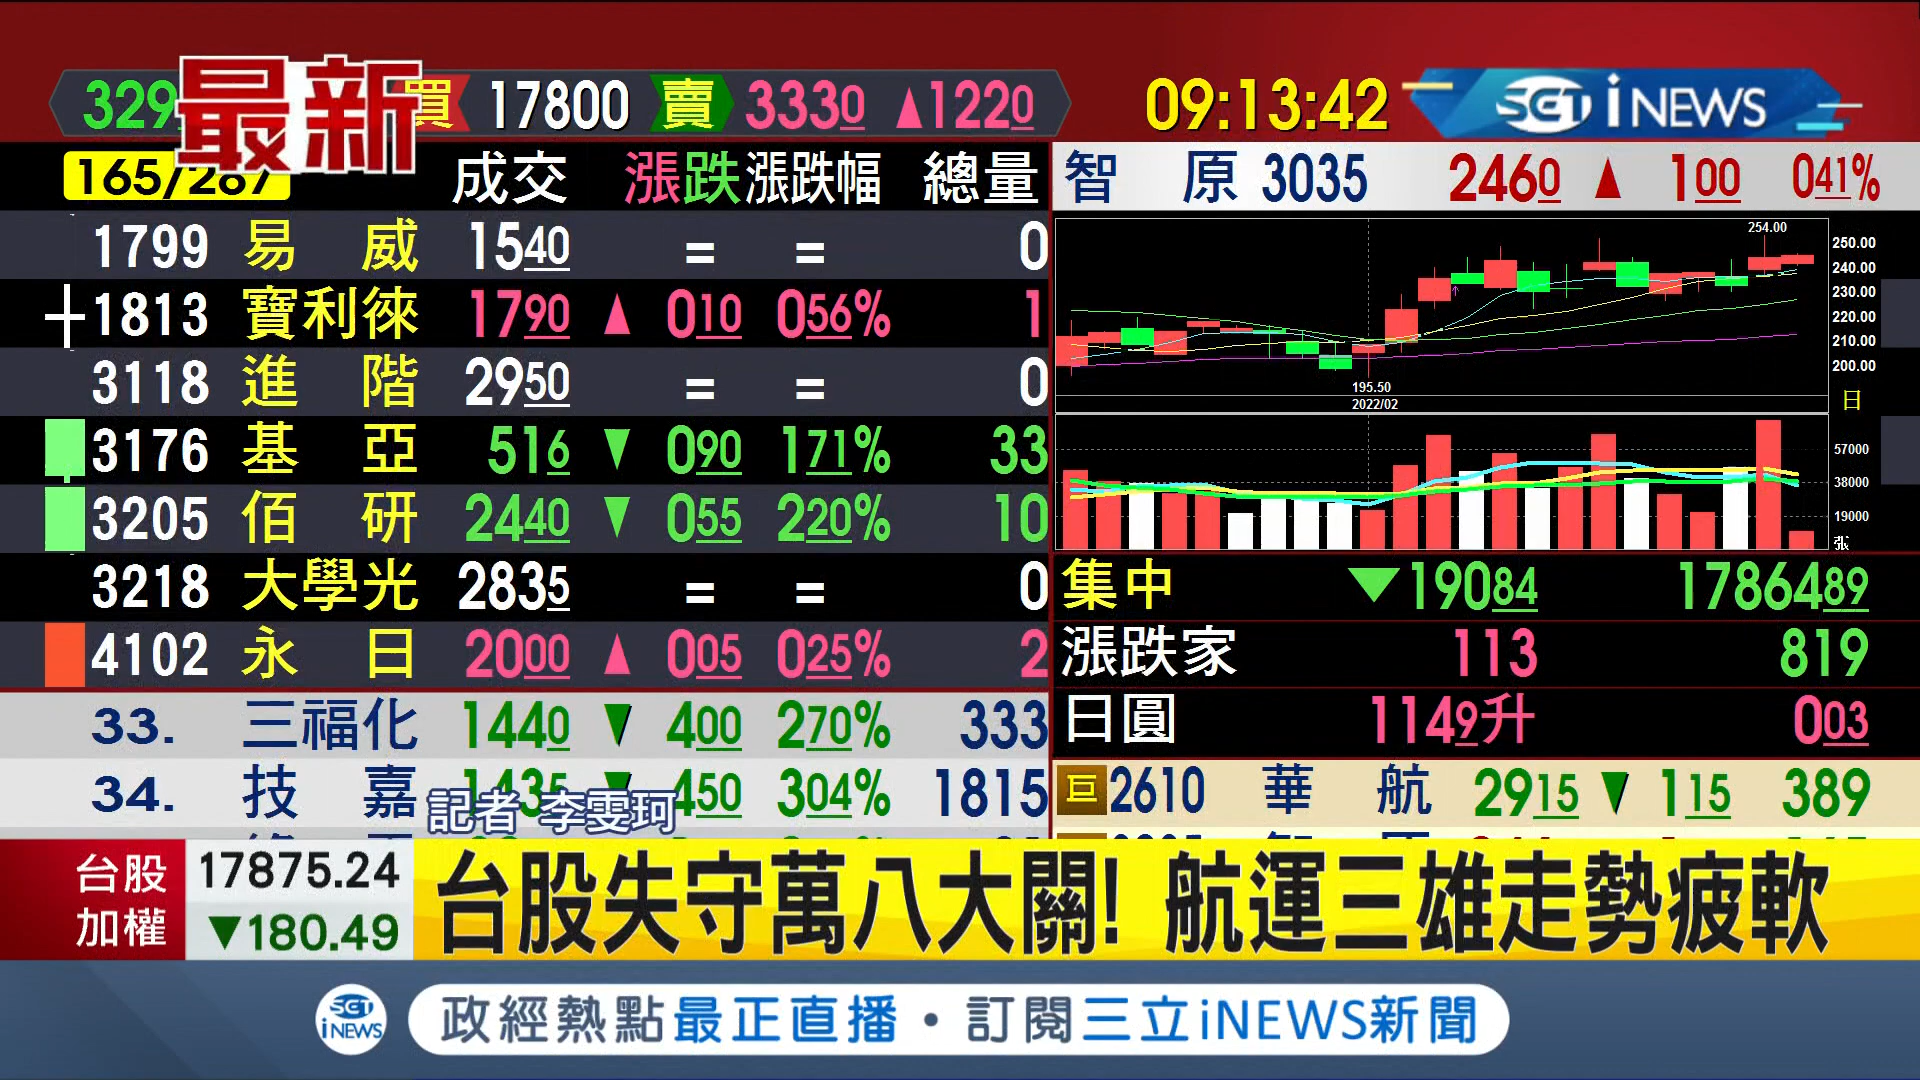 329
最新
買 17800 賣 3330 ▲1220
09:13:42
SET iNEWS
165/267
成交 漲跌 漲跌幅 總量
1799 易威 1540 = = 0
1813 寶利徠 1790 ▲ 010 056% 1
3118 進階 2950 = = 0
3176 基亞 516 ▼ 090 171% 33
3205 佰研 2440 ▼ 055 220% 10
3218 大學光 2835 = = 0
4102 永日 2000 ▲ 005 025% 2
33. 三福化 1440 ▼ 400 270% 333
34. 技嘉 1435 ▼ 450 304% 1815
智原 3035 2460 ▲ 100 041%
254.00
250.00
240.00
230.00
220.00
210.00
200.00
195.50
2022/02
日
57000
38000
19000
張
集中 ▼19084 1786489
漲跌家 113 819
日圓 1149升 003
巨 2610 華航 2915 ▼ 115 389
記者 李雯珂
台股
加權
17875.24
▼180.49
台股失守萬八大關! 航運三雄走勢疲軟
SET
iNEWS
政經熱點最正直播・訂閱三立iNEWS新聞